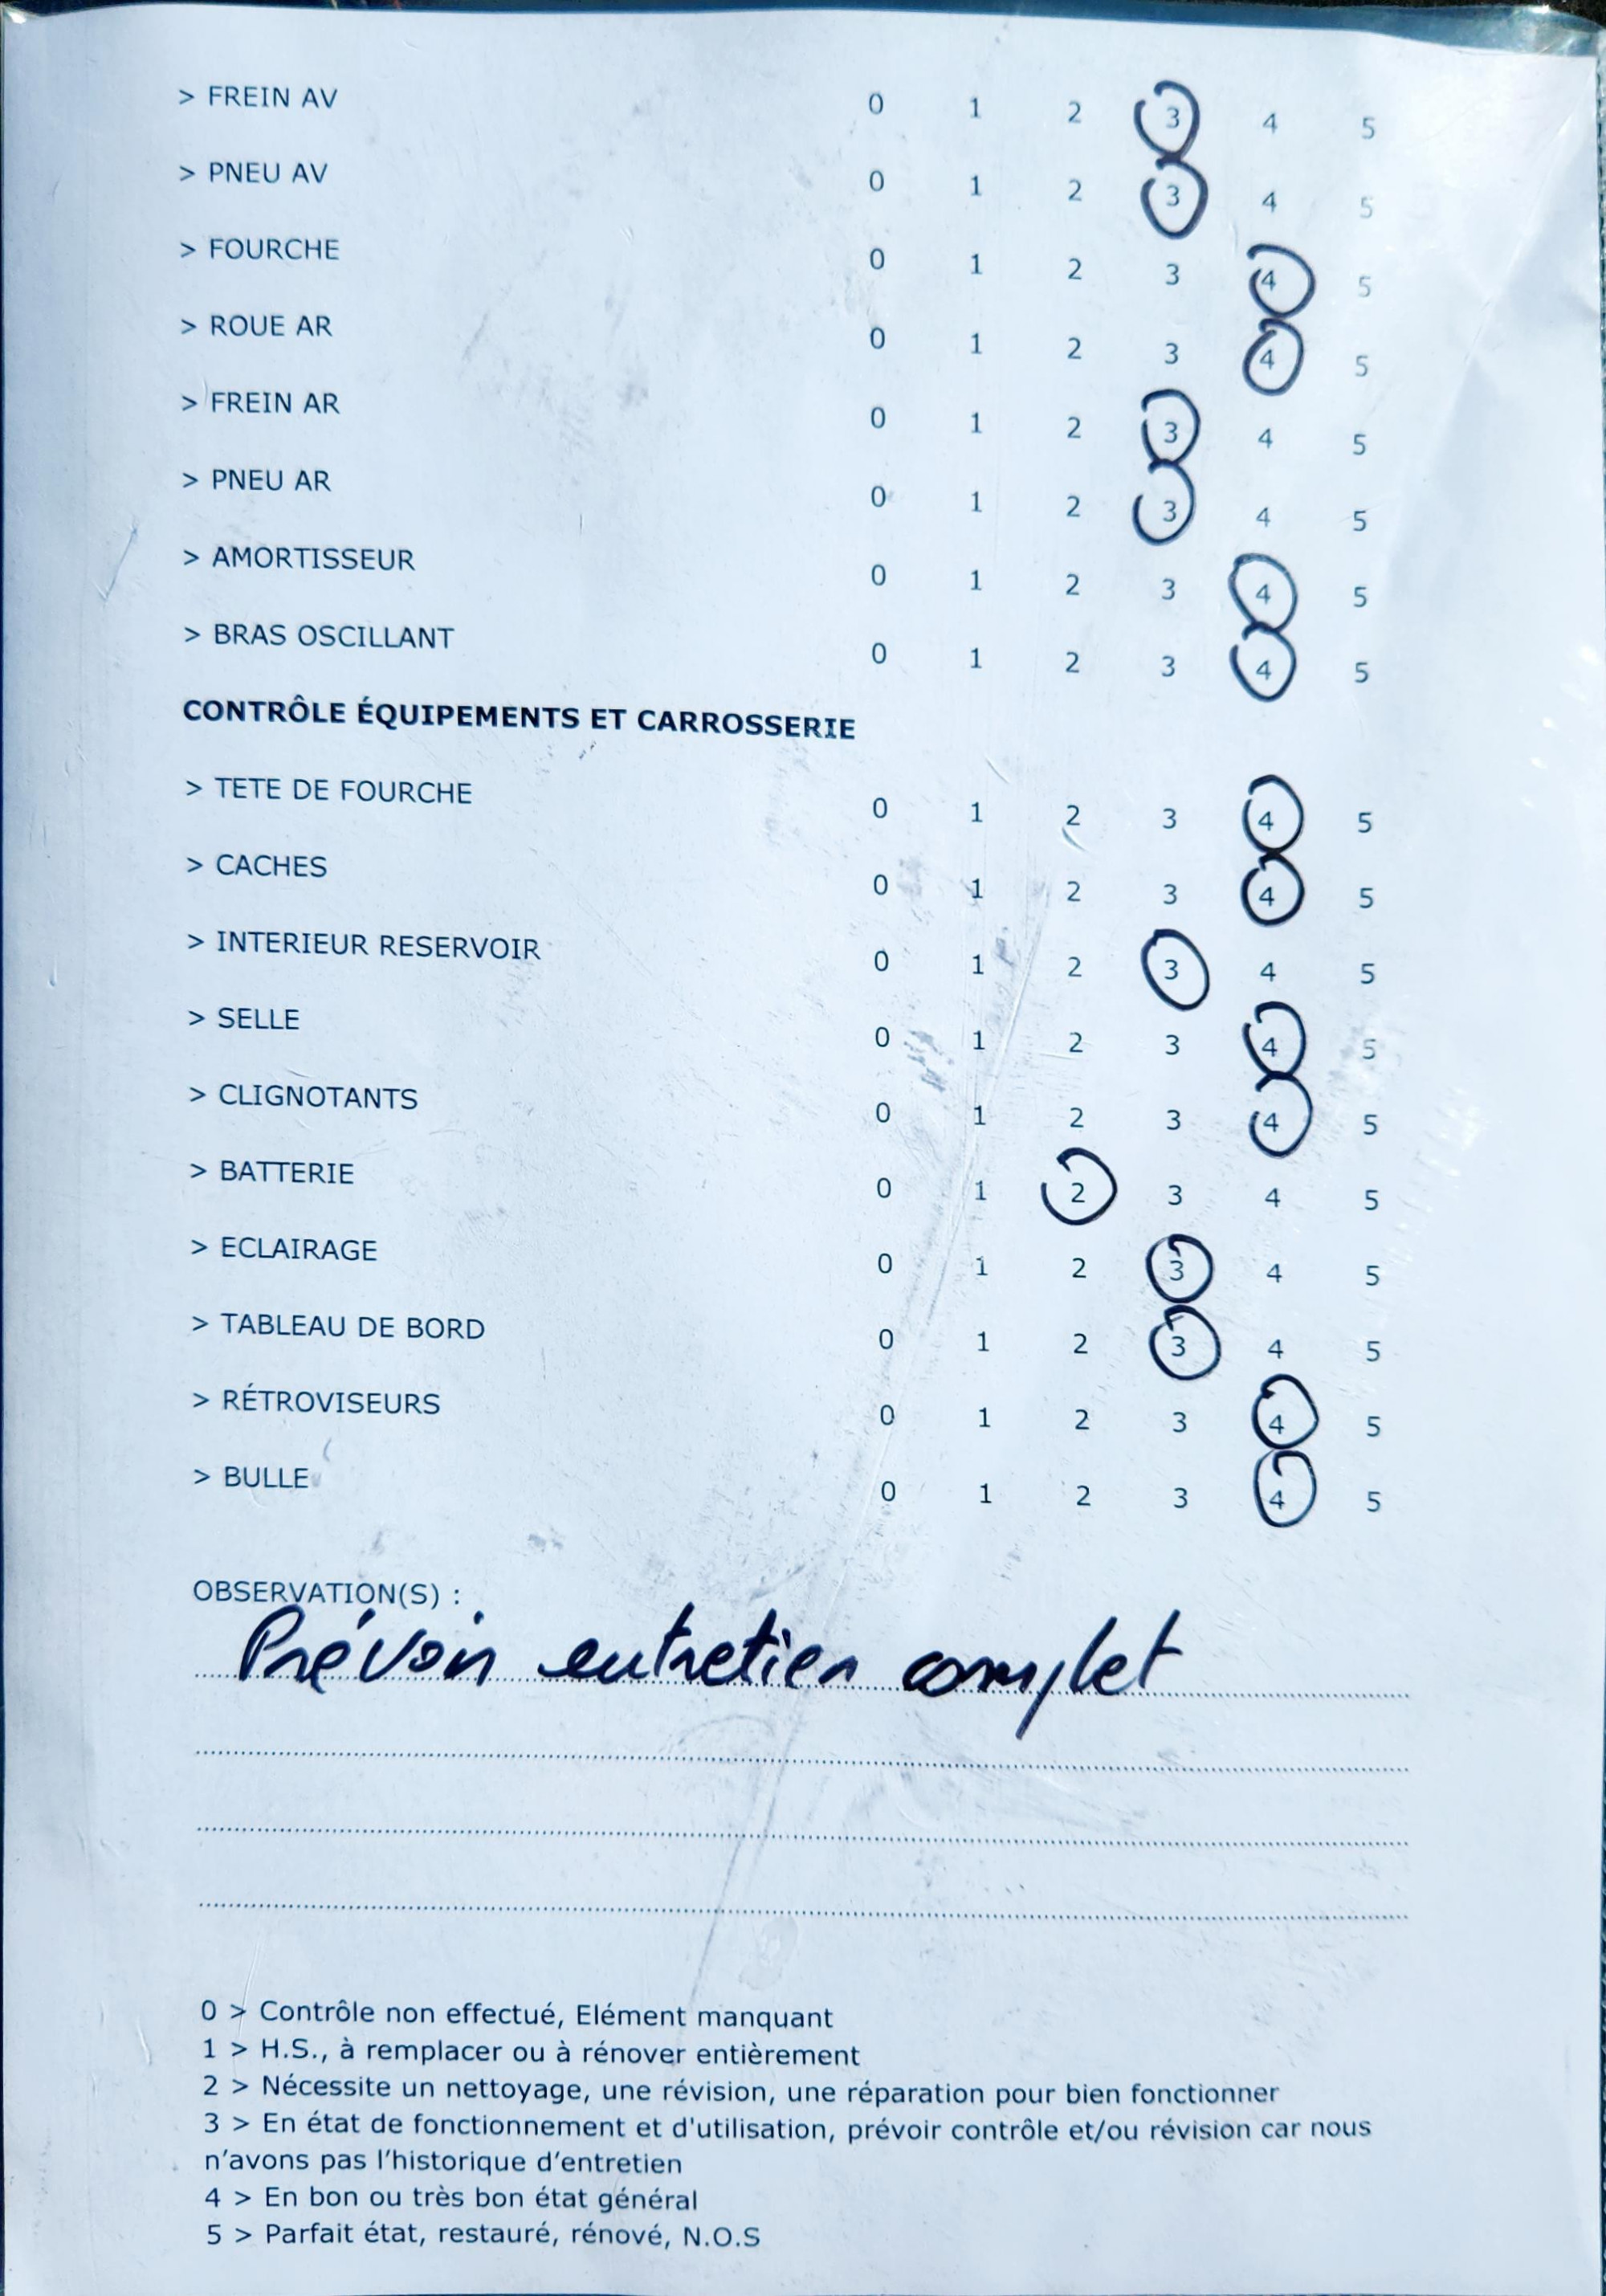 > FREIN AV 0 1 2 3 4 5
> PNEU AV 0 1 2 3 4 5
> FOURCHE 0 1 2 3 4 5
> ROUE AR 0 1 2 3 4 5
> FREIN AR 0 1 2 3 4 5
> PNEU AR 0 1 2 3 4 5
> AMORTISSEUR 0 1 2 3 4 5
> BRAS OSCILLANT 0 1 2 3 4 5
CONTRÔLE ÉQUIPEMENTS ET CARROSSERIE
> TETE DE FOURCHE 0 1 2 3 4 5
> CACHES 0 1 2 3 4 5
> INTERIEUR RESERVOIR 0 1 2 3 4 5
> SELLE 0 1 2 3 4 5
> CLIGNOTANTS 0 1 2 3 4 5
> BATTERIE 0 1 2 3 4 5
> ECLAIRAGE 0 1 2 3 4 5
> TABLEAU DE BORD 0 1 2 3 4 5
> RÉTROVISEURS 0 1 2 3 4 5
> BULLE 0 1 2 3 4 5
OBSERVATION(S) :
Prévoir entretien complet
0 > Contrôle non effectué, Elément manquant
1 > H.S., à remplacer ou à rénover entièrement
2 > Nécessite un nettoyage, une révision, une réparation pour bien fonctionner
3 > En état de fonctionnement et d'utilisation, prévoir contrôle et/ou révision car nous
n’avons pas l’historique d’entretien
4 > En bon ou très bon état général
5 > Parfait état, restauré, rénové, N.O.S